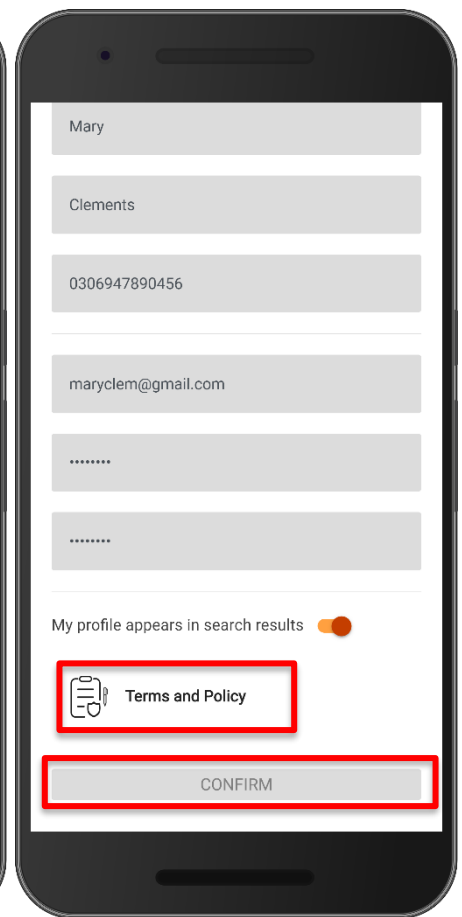 Mary
Clements
0306947890456
maryclem@gmail.com
••••••••
••••••••
My profile appears in search results
Terms and Policy
CONFIRM